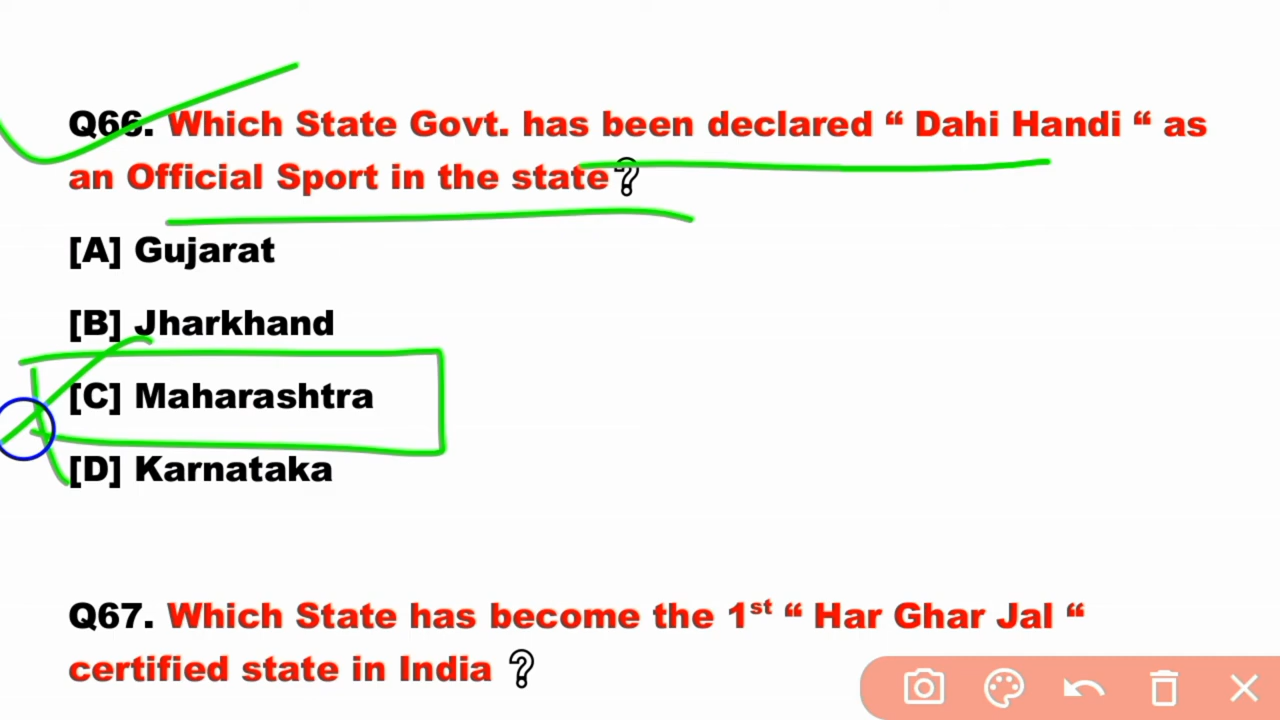 Q66. Which State Govt. has been declared “ Dahi Handi “ as
an Official Sport in the state?
[A] Gujarat
[B] Jharkhand
[C] Maharashtra
[D] Karnataka
Q67. Which State has become the 1st “ Har Ghar Jal “
certified state in India ?